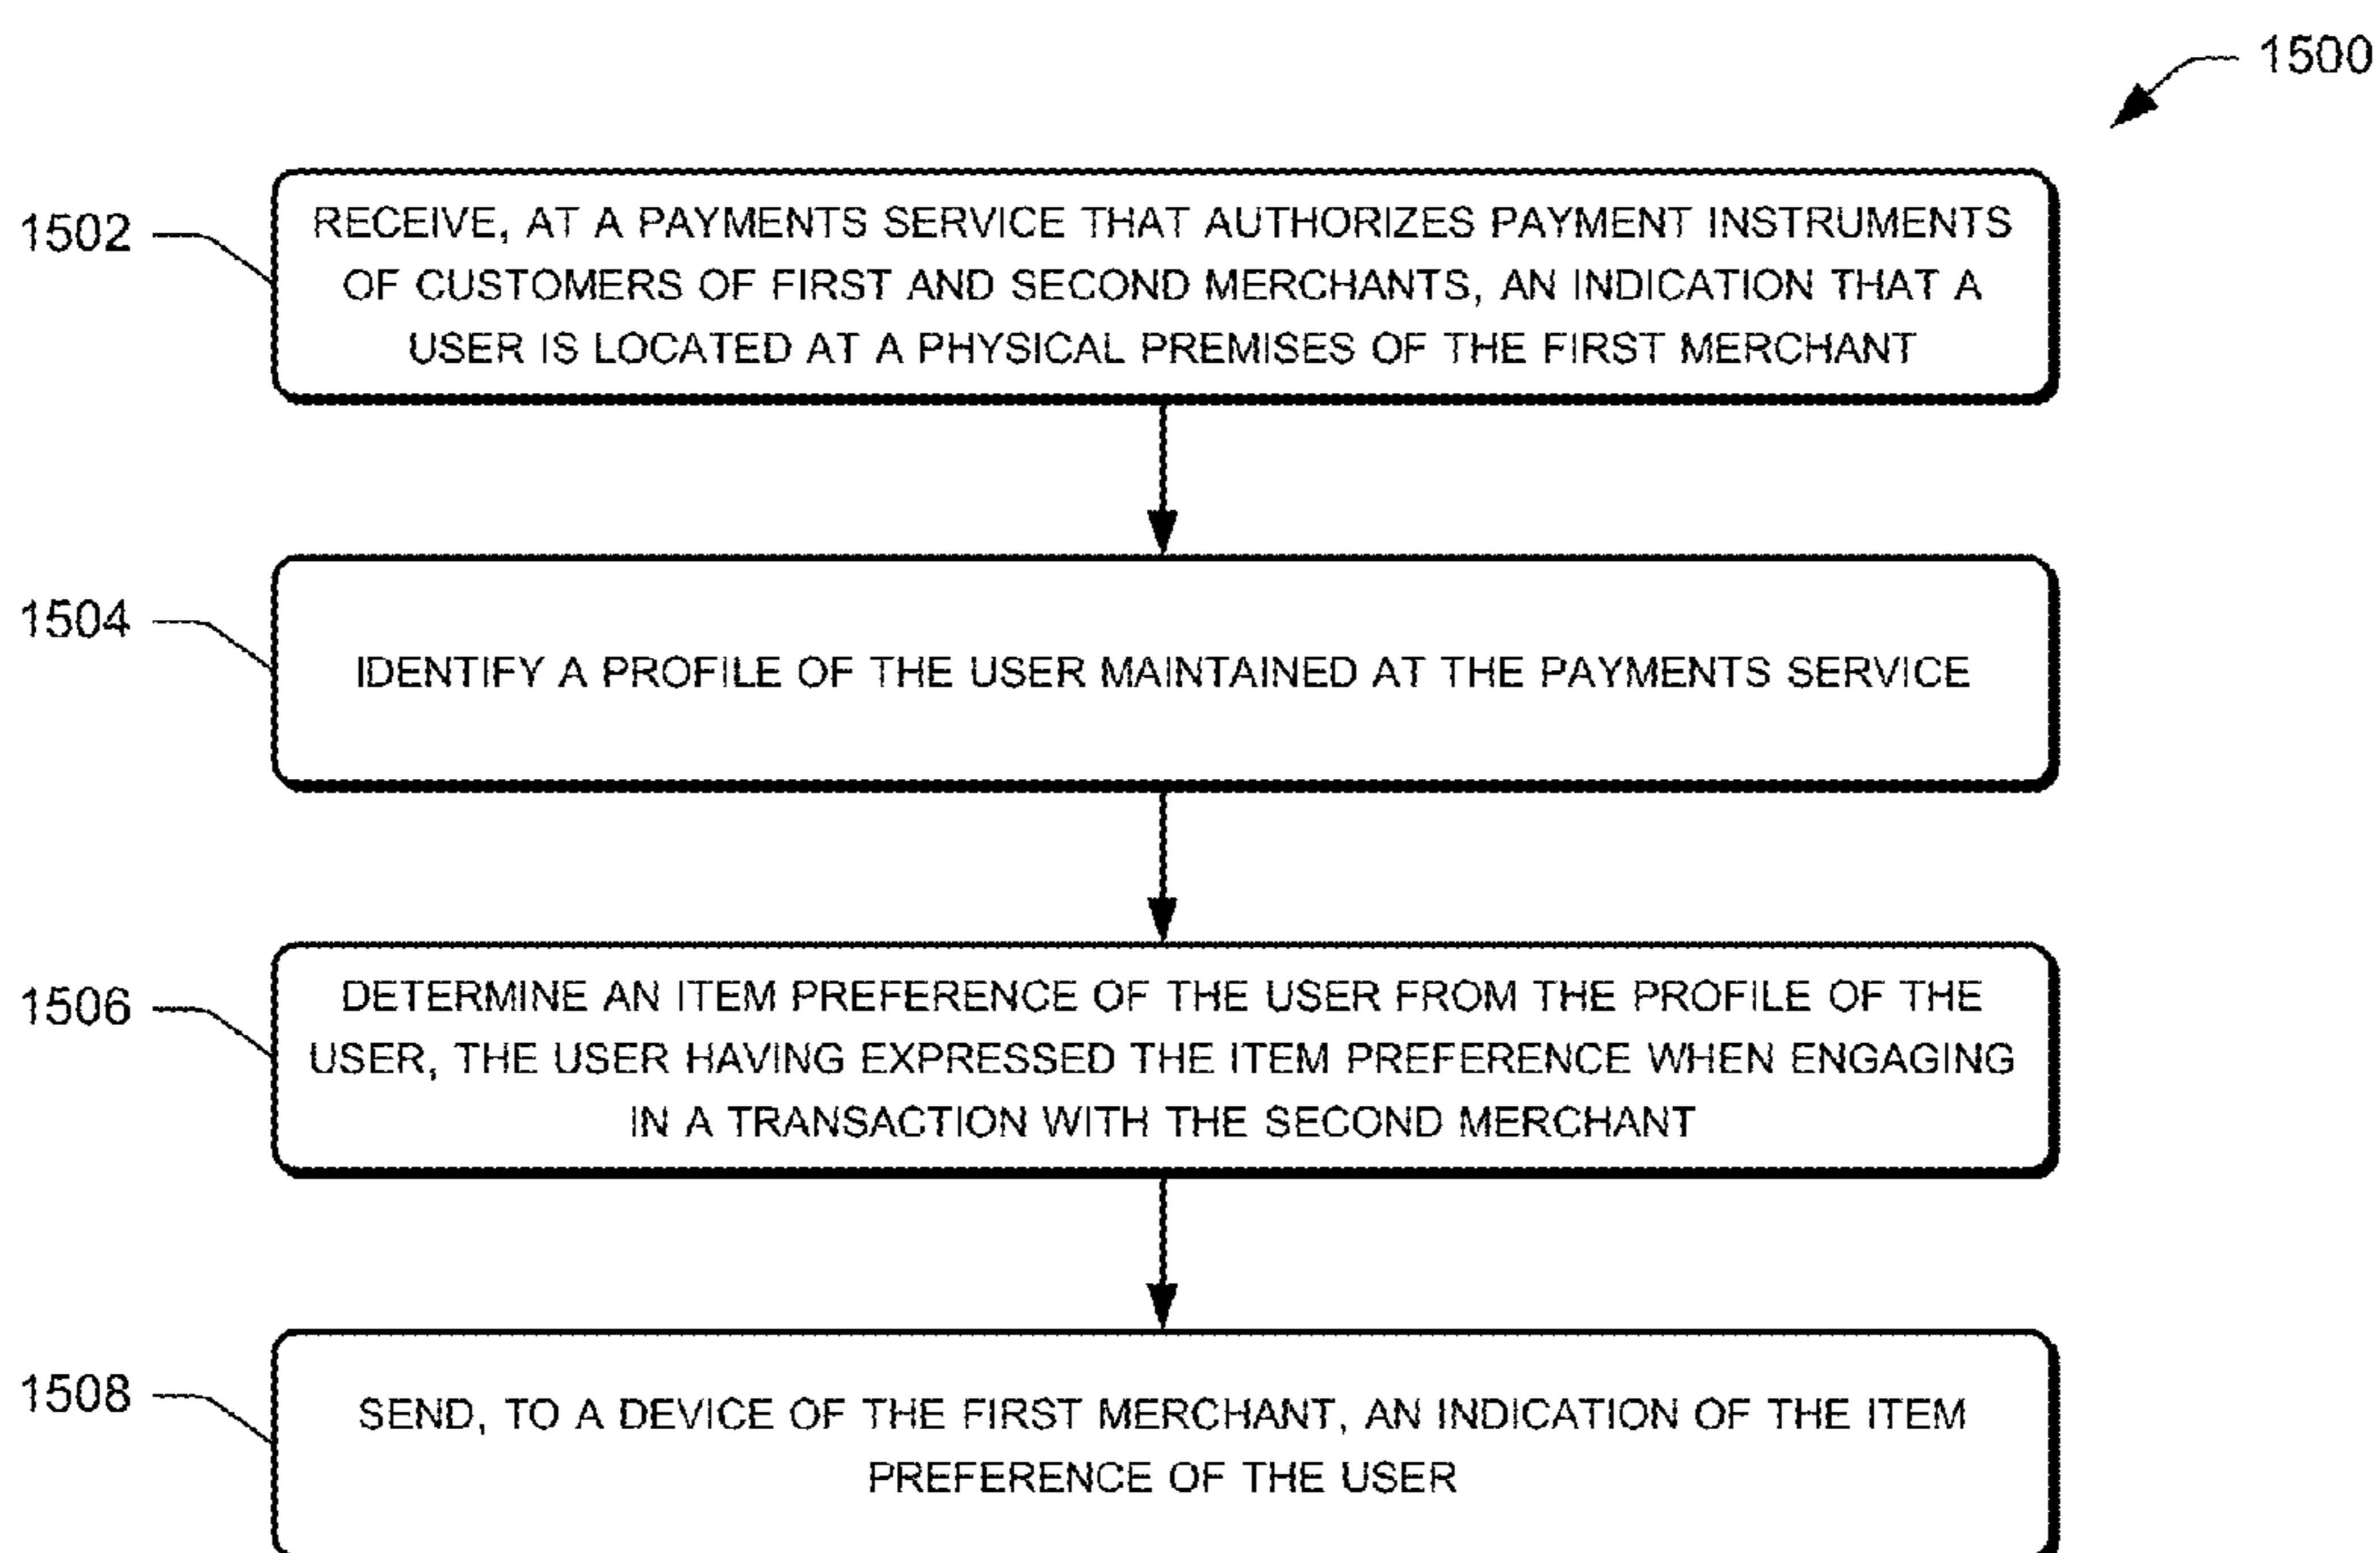 1500
1502
RECEIVE, AT A PAYMENTS SERVICE THAT AUTHORIZES PAYMENT INSTRUMENTS
OF CUSTOMERS OF FIRST AND SECOND MERCHANTS, AN INDICATION THAT A
USER IS LOCATED AT A PHYSICAL PREMISES OF THE FIRST MERCHANT
1504
IDENTIFY A PROFILE OF THE USER MAINTAINED AT THE PAYMENTS SERVICE
1506
DETERMINE AN ITEM PREFERENCE OF THE USER FROM THE PROFILE OF THE
USER, THE USER HAVING EXPRESSED THE ITEM PREFERENCE WHEN ENGAGING
IN A TRANSACTION WITH THE SECOND MERCHANT
1508
SEND, TO A DEVICE OF THE FIRST MERCHANT, AN INDICATION OF THE ITEM
PREFERENCE OF THE USER